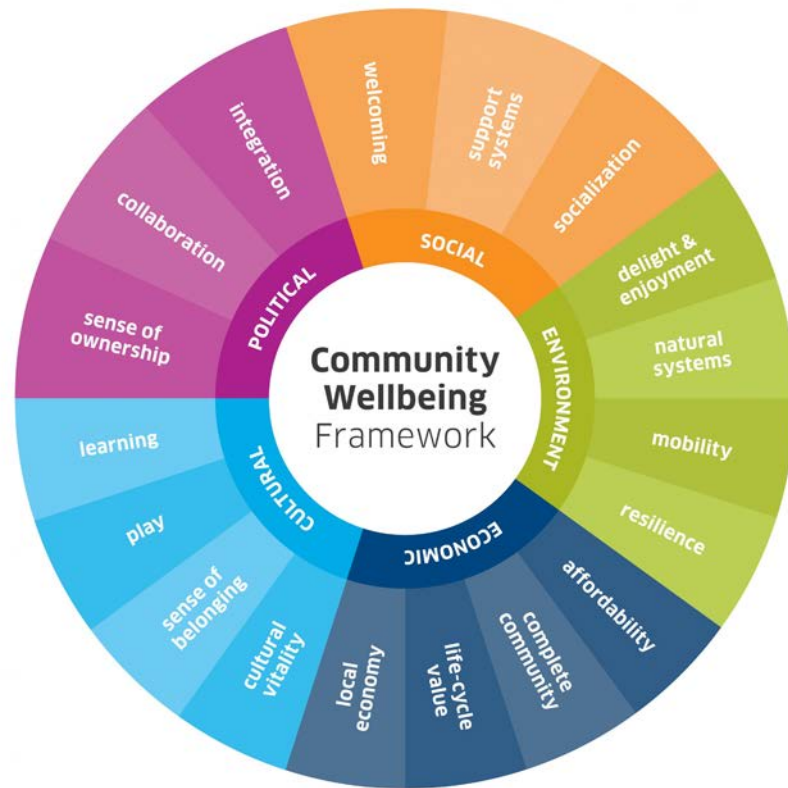 Community
Wellbeing
Framework
SOCIAL
welcoming
support
systems
socialization
ENVIRONMENT
delight &
enjoyment
natural
systems
mobility
resilience
ECONOMIC
affordability
complete
community
life-cycle
value
local
economy
CULTURAL
cultural
vitality
sense of
belonging
play
learning
POLITICAL
sense of
ownership
collaboration
integration